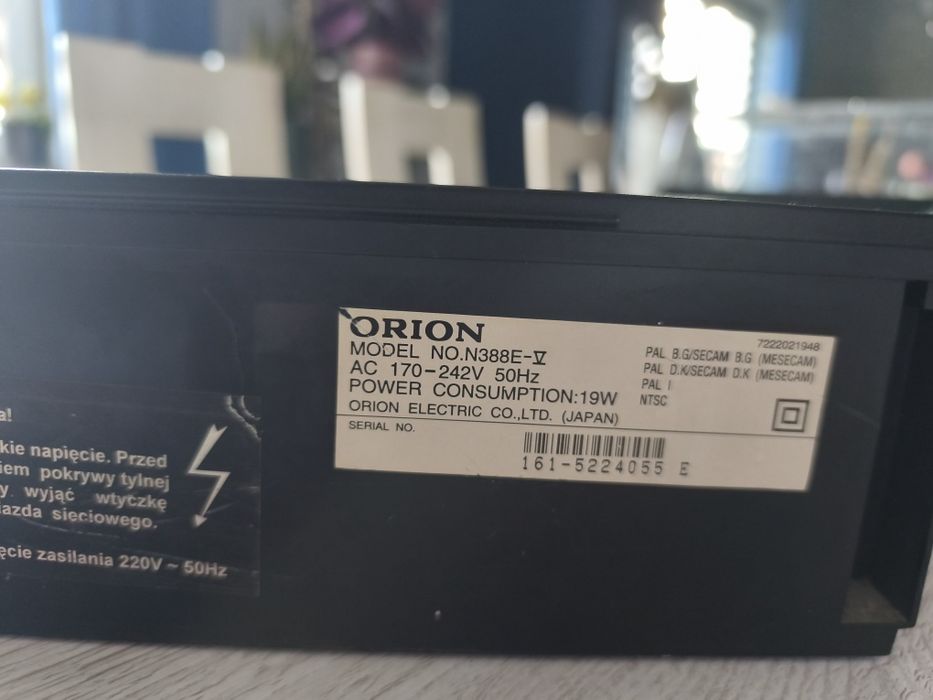 a!
kie napięcie. Przed
iem pokrywy tylnej
y wyjąć wtyczkę
iazda sięciowego.
ęcie zasilania 220V ~ 50Hz
ORION
MODEL NO.N388E-V
AC 170-242V 50Hz
POWER CONSUMPTION:19W
ORION ELECTRIC CO.,LTD. (JAPAN)
7222021948
PAL B.G/SECAM B.G (MESECAM)
PAL D.K/SECAM D.K (MESECAM)
PAL I
NTSC
SERIAL NO.
161-5224055 E